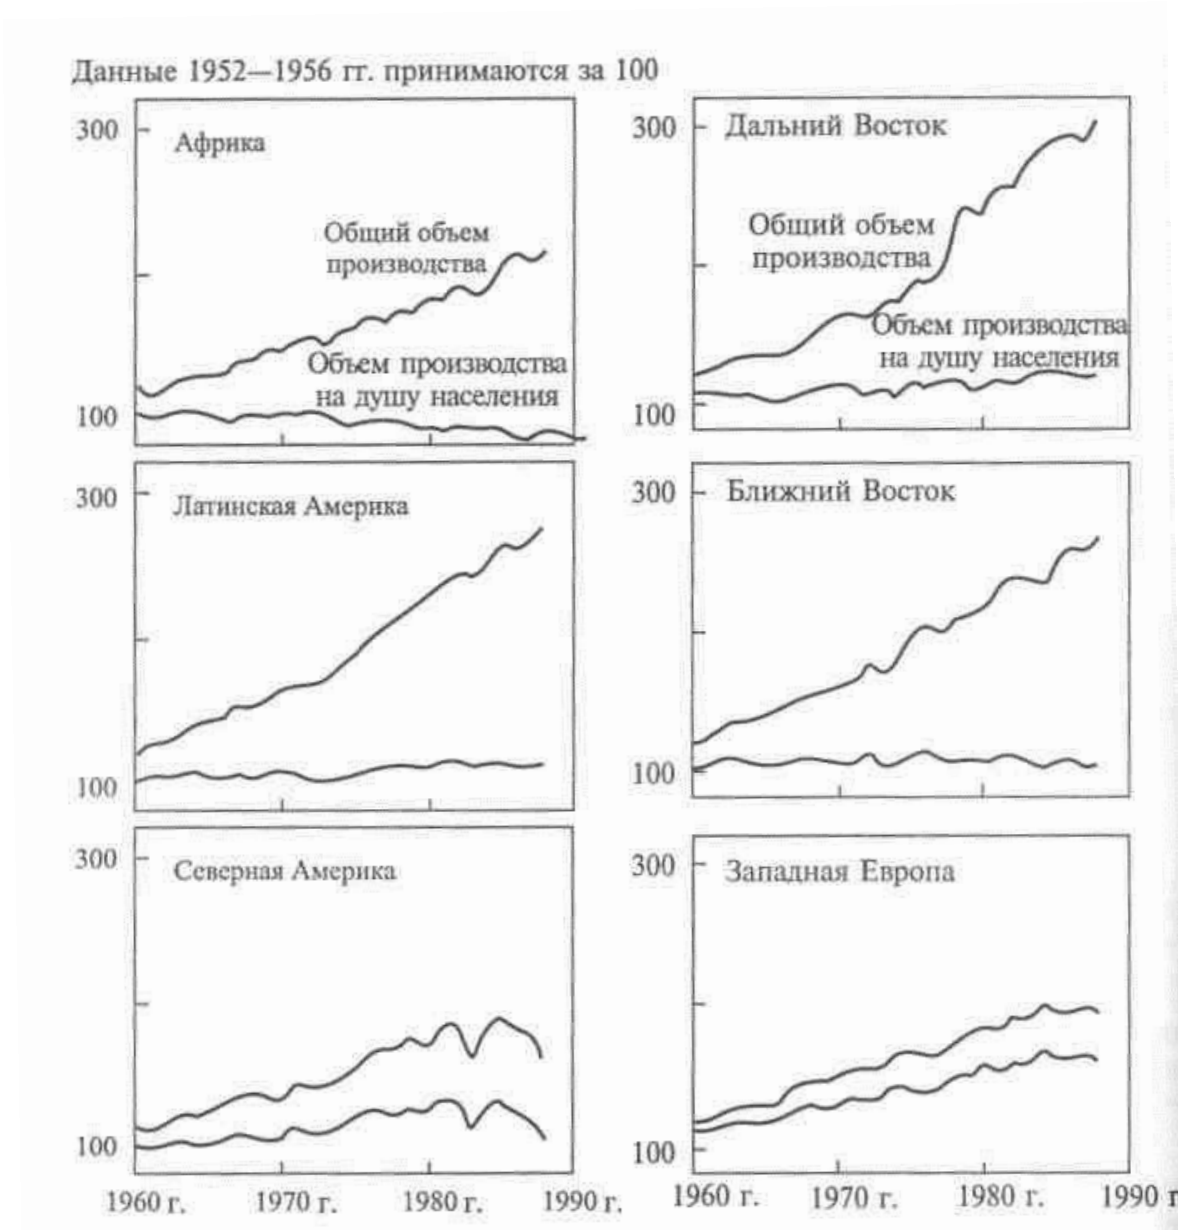 Данные 1952—1956 гг. принимаются за 100
300
Африка
Общий объем
производства
Объем производства
на душу населения
100
300
Дальний Восток
Общий объем
производства
Объем производства
на душу населения
100
300
Латинская Америка
100
300
Ближний Восток
100
300
Северная Америка
100
1960 г.
1970 г.
1980 г.
1990 г.
300
Западная Европа
100
1960 г.
1970 г.
1980 г.
1990 г